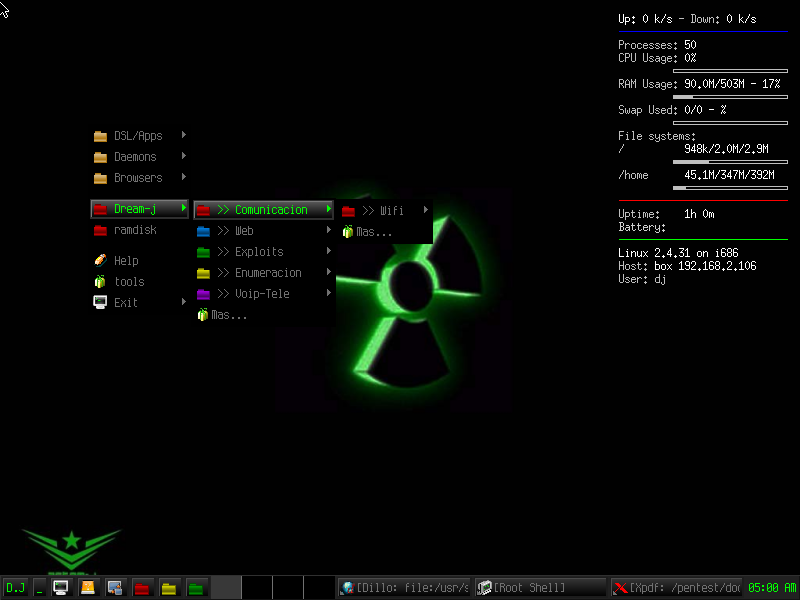 Up: 0 k/s - Down: 0 k/s
Processes: 50
CPU Usage: 0%
RAM Usage: 90.0M/503M - 17%
Swap Used: 0/0 - %
File systems:
/ 948k/2.0M/2.9M
/home 45.1M/347M/392M
Uptime: 1h 0m
Battery:
Linux 2.4.31 on i686
Host: box 192.168.2.106
User: dj
DSL/Apps
Daemons
Browsers
Dream-j
ramdisk
Help
tools
Exit
>> Comunicacion
>> Web
>> Exploits
>> Enumeracion
>> Voip-Tele
Mas...
>> Wifi
Mas...
D.J
[Dillo: file:/usr/s
[Root Shell]
[Xpdf: /pentest/doc
05:00 AM